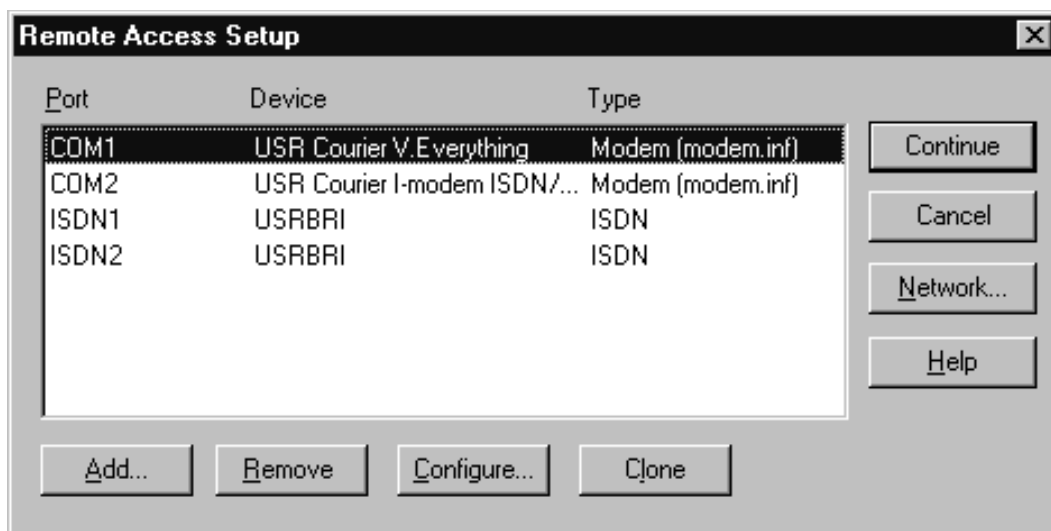 Remote Access Setup
Port Device Type
COM1 USR Courier V.Everything Modem (modem.inf)
COM2 USR Courier I-modem ISDN/... Modem (modem.inf)
ISDN1 USRBRI ISDN
ISDN2 USRBRI ISDN
Continue
Cancel
Network...
Help
Add... Remove Configure... Clone